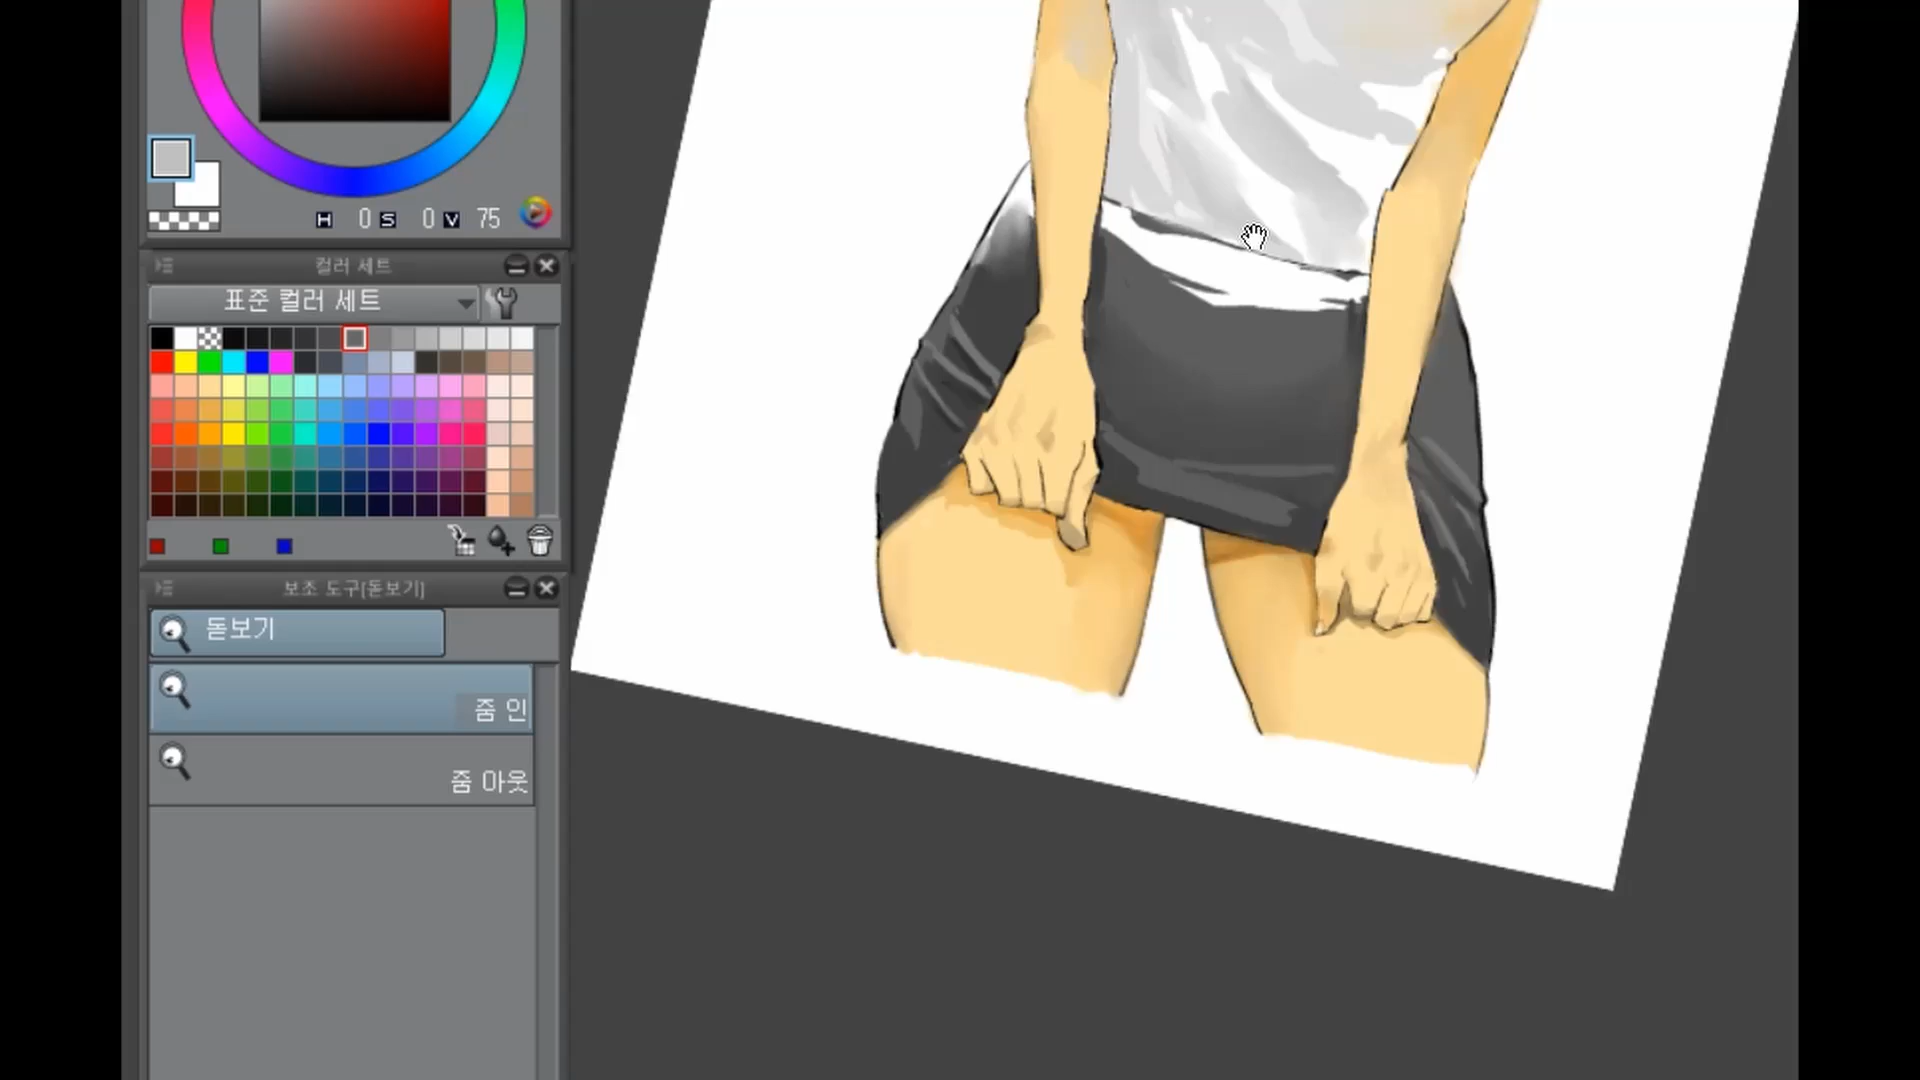 H 0 S 0 V 75
컬러 세트
표준 컬러 세트
보조 도구[돋보기]
돋보기
줌 인
줌 아웃